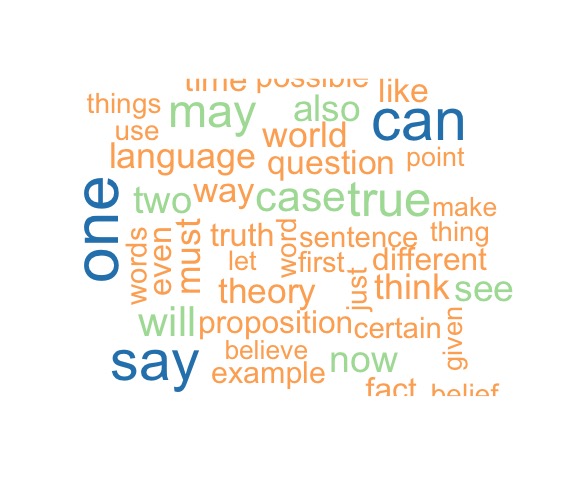 time possible like
things may also can
use world
language question point
one two way case true make
words even must truth word sentence thing
let first different
theory just think see
will proposition certain given
say believe now
example
fact belief